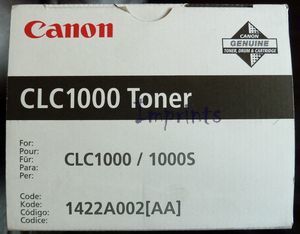 Canon
CANON
GENUINE
TONER, DRUM & CARTRIDGE
CLC1000 Toner
Imprints
For:
Pour:
Für:
Para:
Per:
CLC1000 / 1000S
Code:
Kode:
Código:
Codice:
1422A002[AA]